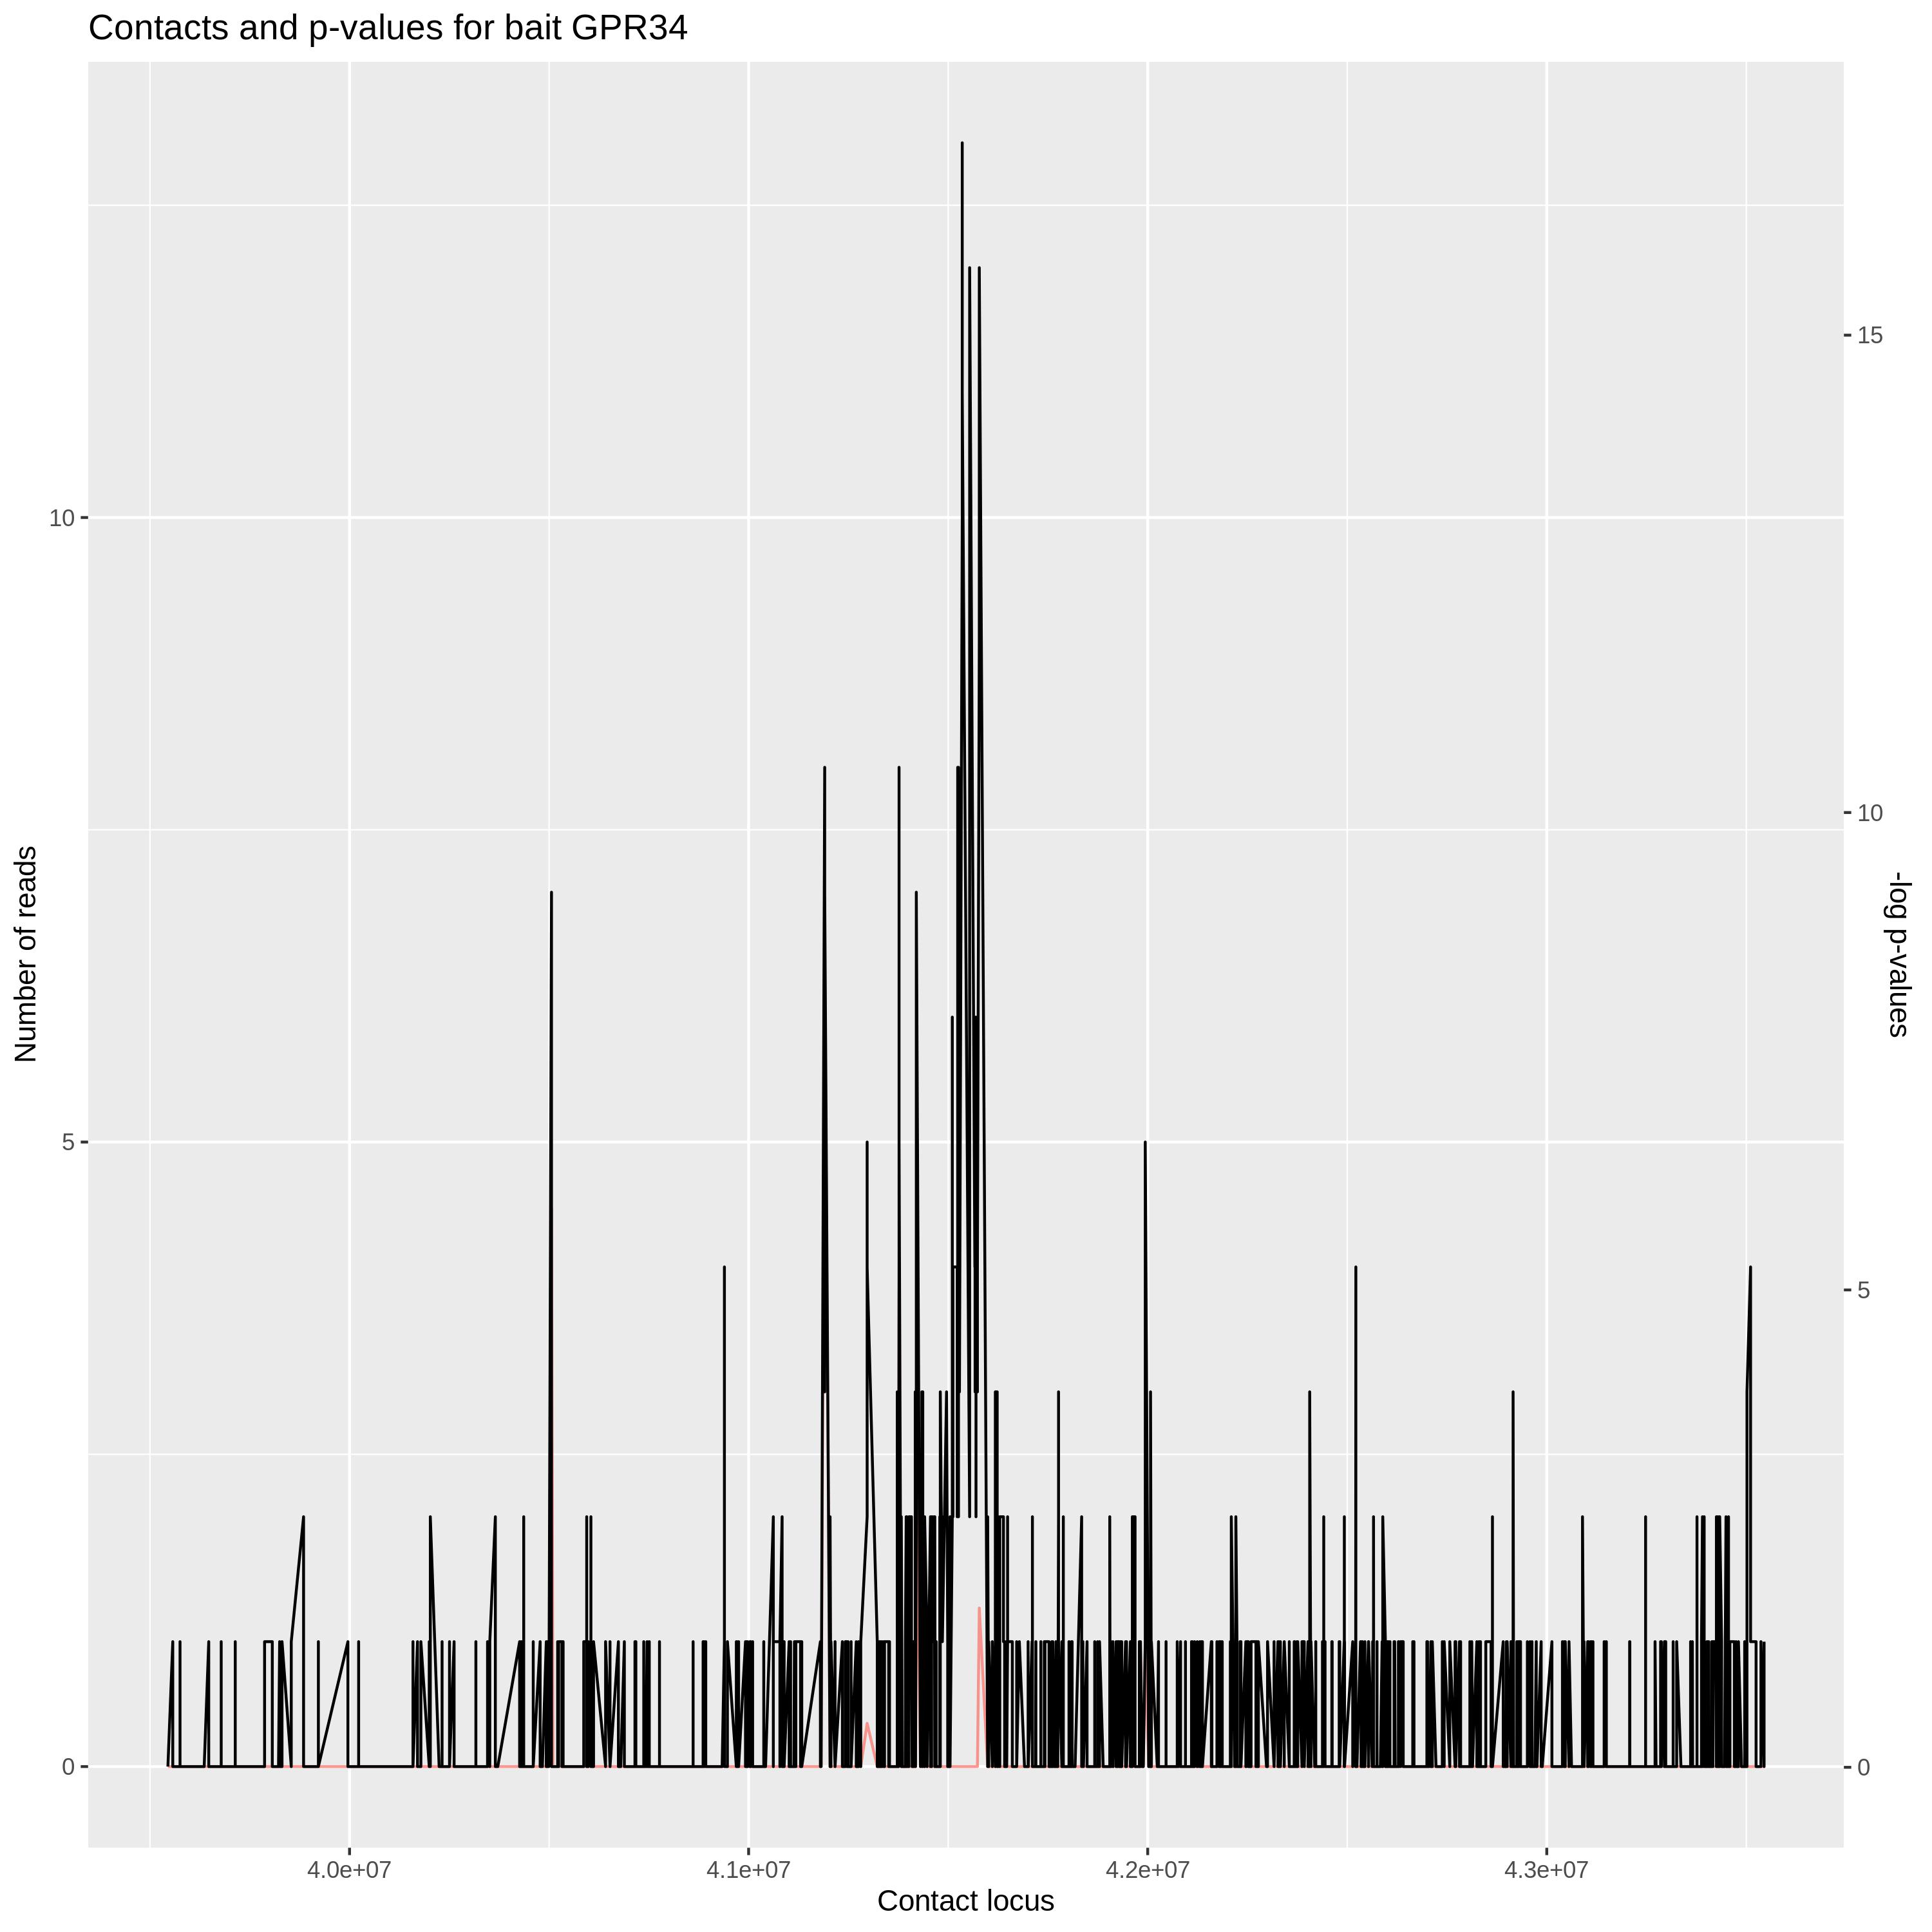 Contacts and p-values for bait GPR34
Number of reads
10
5
0
15
10
5
0
-log p-values
4.0e+07
4.1e+07
4.2e+07
4.3e+07
Contact locus